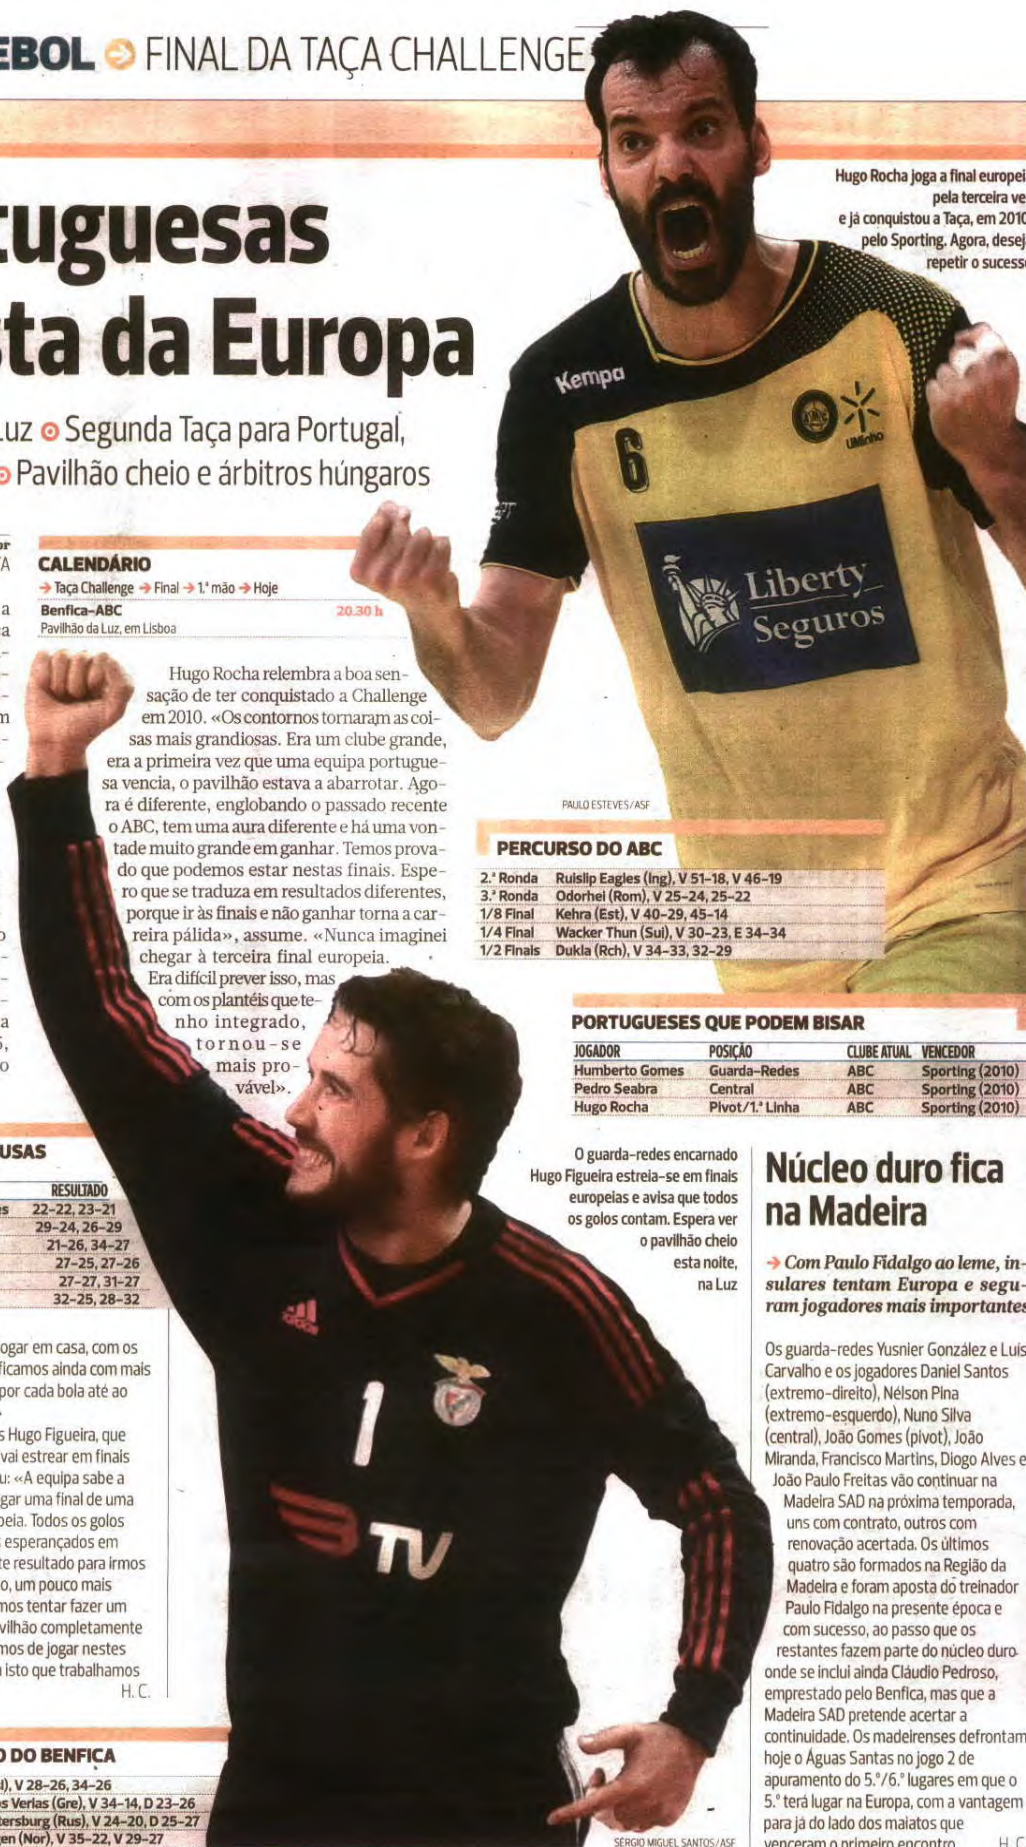 EBOL FINAL DA TAÇA CHALLENGE
tuguesas
sta da Europa
Luz Segunda Taça para Portugal,
Pavilhão cheio e árbitros húngaros
Hugo Rocha joga a final europei
pela terceira ve
e já conquistou a Taça, em 2010
pelo Sporting. Agora, desej
repetir o sucess
Kempa
6
UMinho
Liberty
Seguros
CALENDÁRIO
→ Taça Challenge → Final → 1.ª mão → Hoje
Benfica-ABC 20.30 h
Pavilhão da Luz, em Lisboa
Hugo Rocha relembra a boa sen-
sação de ter conquistado a Challenge
em 2010. «Os contornos tornaram as coi-
sas mais grandiosas. Era um clube grande,
era a primeira vez que uma equipa portugue-
sa vencia, o pavilhão estava a abarrotar. Ago-
ra é diferente, englobando o passado recente
o ABC, tem uma aura diferente e há uma von-
tade muito grande em ganhar. Temos prova-
do que podemos estar nestas finais. Espe-
ro que se traduza em resultados diferentes,
porque ir às finais e não ganhar torna a car-
reira pálida», assume. «Nunca imaginei
chegar à terceira final europeia.
Era difícil prever isso, mas
com os plantéis que te-
nho integrado,
tornou-se
mais pro-
vável».
PAULO ESTEVES/ASF
PERCURSO DO ABC
2.ª Ronda Ruislip Eagles (Ing), V 51-18, V 46-19
3.ª Ronda Odorhei (Rom), V 25-24, 25-22
1/8 Final Kehra (Est), V 40-29, 45-14
1/4 Final Wacker Thun (Sui), V 30-23, E 34-34
1/2 Finais Dukla (Rch), V 34-33, 32-29
PORTUGUESES QUE PODEM BISAR
JOGADOR POSIÇÃO CLUBE ATUAL VENCEDOR
Humberto Gomes Guarda-Redes ABC Sporting (2010)
Pedro Seabra Central ABC Sporting (2010)
Hugo Rocha Pivot/1.ª Linha ABC Sporting (2010)
O guarda-redes encarnado
Hugo Figueira estreia-se em finais
europeias e avisa que todos
os golos contam. Espera ver
o pavilhão cheio
esta noite,
na Luz
USAS
RESULTADO
es 22-22, 23-21
29-24, 26-29
21-26, 34-27
27-25, 27-26
27-27, 31-27
32-25, 28-32
ogar em casa, com os
ficamos ainda com mais
por cada bola até ao
s Hugo Figueira, que
vai estrear em finais
u: «A equipa sabe a
gar uma final de uma
peia. Todos os golos
s esperançados em
te resultado para irmos
o, um pouco mais
mos tentar fazer um
vilhão completamente
mos de jogar nestes
a isto que trabalhamos
H. C.
adidas
1
BTV
O DO BENFICA
l), V 28-26, 34-26
os Verias (Gre), V 34-14, D 23-26
tersburg (Rus), V 24-20, D 25-27
en (Nor), V 35-22, V 29-27
SÉRGIO MIGUEL SANTOS/ASF
Núcleo duro fica
na Madeira
→ Com Paulo Fidalgo ao leme, in-
sulares tentam Europa e segu-
ram jogadores mais importantes
Os guarda-redes Yusnier González e Luís
Carvalho e os jogadores Daniel Santos
(extremo-direito), Nélson Pina
(extremo-esquerdo), Nuno Silva
(central), João Gomes (pivot), João
Miranda, Francisco Martins, Diogo Alves e
João Paulo Freitas vão continuar na
Madeira SAD na próxima temporada,
uns com contrato, outros com
renovação acertada. Os últimos
quatro são formados na Região da
Madeira e foram aposta do treinador
Paulo Fidalgo na presente época e
com sucesso, ao passo que os
restantes fazem parte do núcleo duro
onde se inclui ainda Cláudio Pedroso,
emprestado pelo Benfica, mas que a
Madeira SAD pretende acertar a
continuidade. Os madeirenses defrontam
hoje o Águas Santas no jogo 2 de
apuramento do 5.º/6.º lugares em que o
5.º terá lugar na Europa, com a vantagem
para já do lado dos maiatos que
venceram o primeiro encontro. H. C.